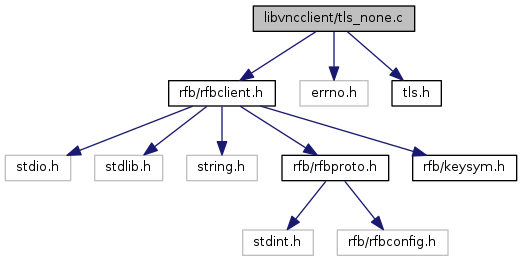 libvncclient/tls_none.c
rfb/rfbclient.h
errno.h
tls.h
stdio.h
stdlib.h
string.h
rfb/rfbproto.h
rfb/keysym.h
stdint.h
rfb/rfbconfig.h